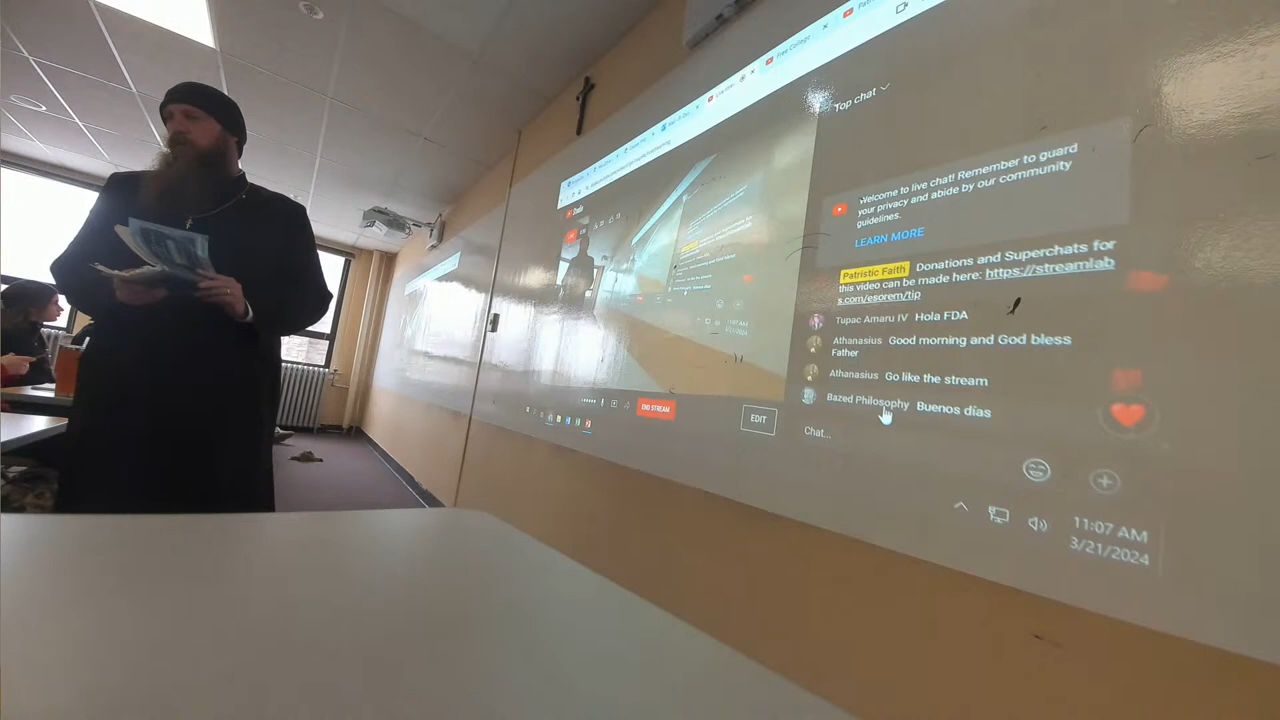 Top chat
Welcome to live chat! Remember to guard
your privacy and abide by our community
guidelines.
LEARN MORE
Patristic Faith Donations and Superchats for
this video can be made here: https://streamlab
s.com/esorem/tip
Tupac Amaru IV Hola FDA
Athanasius Good morning and God bless
Father
Athanasius Go like the stream
Bazed Philosophy Buenos días
Chat...
END STREAM
EDIT
11:07 AM
3/21/2024